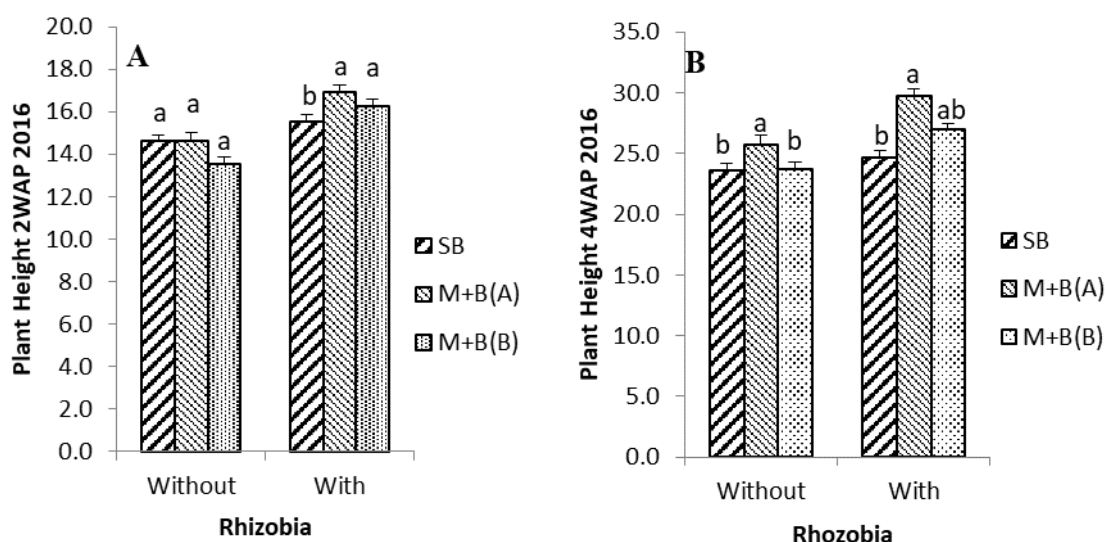 A
Plant Height 2WAP 2016
20.0
18.0
16.0
14.0
12.0
10.0
8.0
6.0
4.0
2.0
0.0
a
a
a
b
a
a
Without
With
Rhizobia
SB
M+B(A)
M+B(B)
B
Plant Height 4WAP 2016
35.0
30.0
25.0
20.0
15.0
10.0
5.0
0.0
b
a
b
b
a
ab
Without
With
Rhozobia
SB
M+B(A)
M+B(B)